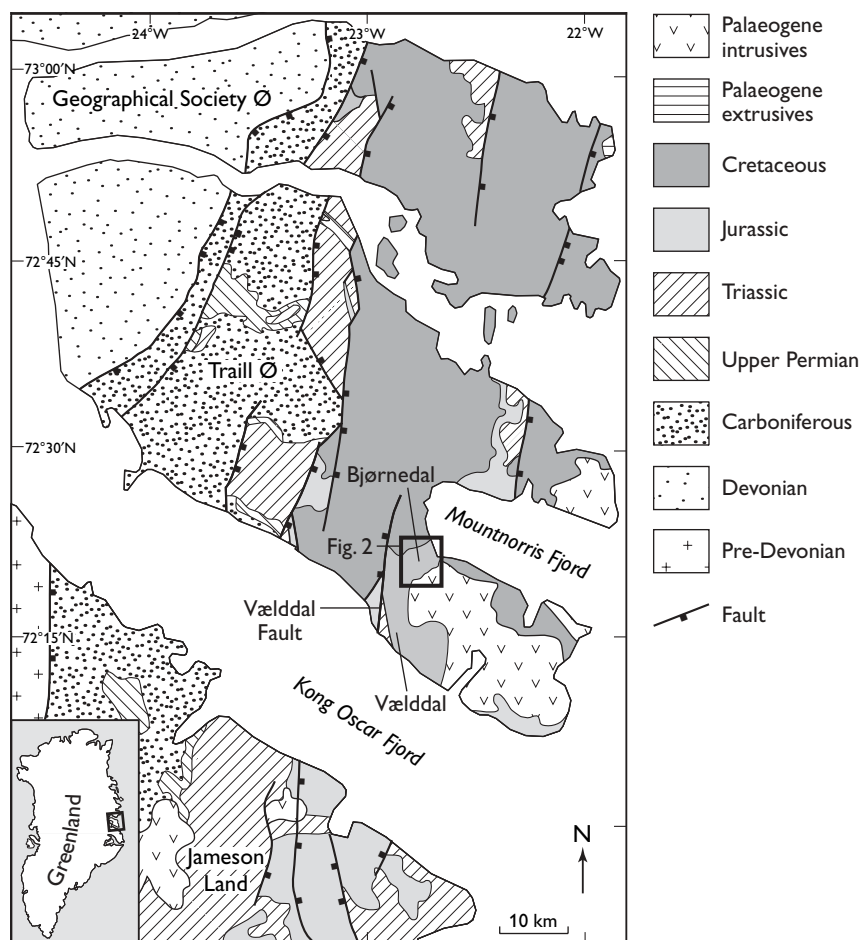 24°W
23°W
22°W
73°00′N
Geographical Society Ø
72°45′N
Traill Ø
72°30′N
Bjørnedal
Mountnorris Fjord
Fig. 2
Vælddal
Fault
72°15′N
Vælddal
Kong Oscar Fjord
Greenland
Jameson
Land
N
10 km
Palaeogene
intrusives
Palaeogene
extrusives
Cretaceous
Jurassic
Triassic
Upper Permian
Carboniferous
Devonian
Pre-Devonian
Fault